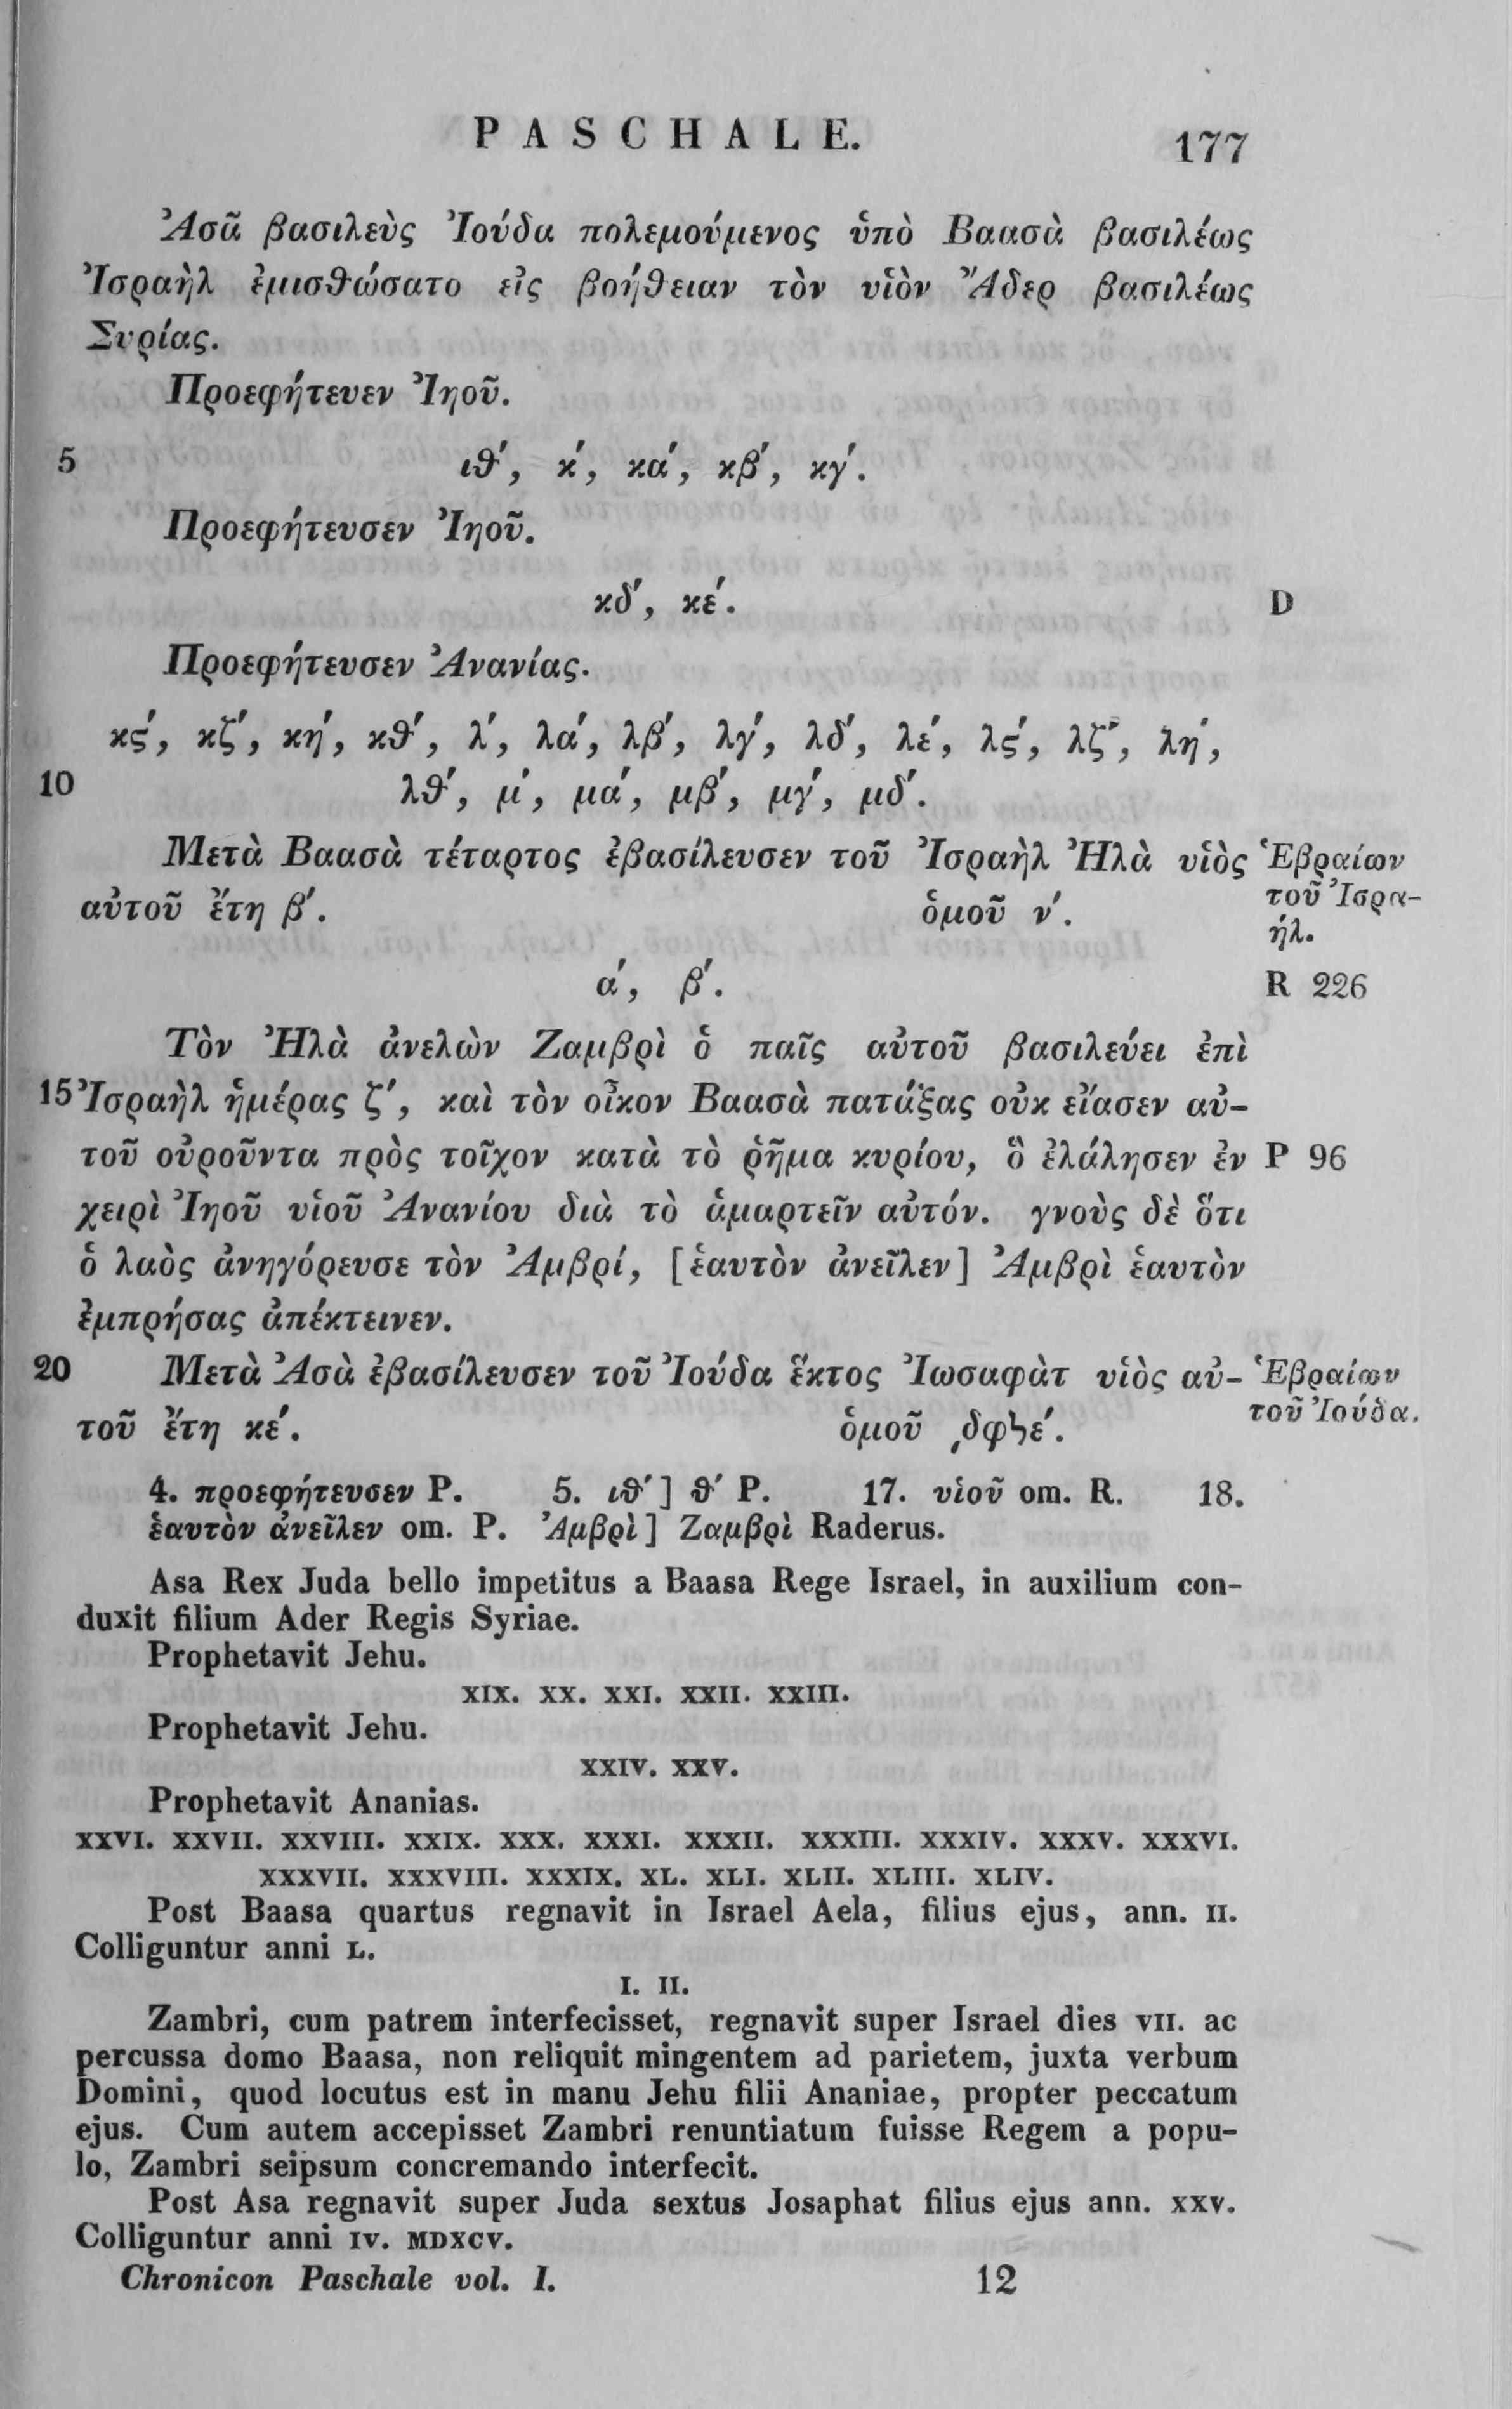 PASCHALE. 177
Ἀσᾶ βασιλεὺς Ἰούδα πολεμούμενος ὑπὸ Βαασὰ βασιλέως
Ἰσραὴλ ἐμισθώσατο εἰς βοήθειαν τὸν υἱὸν Ἄδερ βασιλέως
Συρίας.
Προεφήτευεν Ἰηοῦ.
5 ιθ′, κ′, κα′, κβ′, κγ′.
Προεφήτευσεν Ἰηοῦ.
κδ′, κε′. D
Προεφήτευσεν Ἀνανίας.
κϛ′, κζ′, κη′, κθ′, λ′, λα′, λβ′, λγ′, λδ′, λε′, λϛ′, λζ′, λη′,
10 λθ′, μ′, μα′, μβ′, μγ′, μδ′.
Μετὰ Βαασὰ τέταρτος ἐβασίλευσεν τοῦ Ἰσραὴλ Ἠλὰ υἱὸς Ἑβραίων
αὐτοῦ ἔτη β′. ὁμοῦ ν′. τοῦ Ἰσρα-
ήλ.
α′, β′. R 226
Τὸν Ἠλὰ ἀνελὼν Ζαμβρὶ ὁ παῖς αὐτοῦ βασιλεύει ἐπὶ
15 Ἰσραὴλ ἡμέρας ζ′, καὶ τὸν οἶκον Βαασὰ πατάξας οὐκ εἴασεν αὐ-
τοῦ οὐροῦντα πρὸς τοῖχον κατὰ τὸ ῥῆμα κυρίου, ὃ ἐλάλησεν ἐν P 96
χειρὶ Ἰηοῦ υἱοῦ Ἀνανίου διὰ τὸ ἁμαρτεῖν αὐτόν. γνοὺς δὲ ὅτι
ὁ λαὸς ἀνηγόρευσε τὸν Ἀμβρί, [ἑαυτὸν ἀνεῖλεν] Ἀμβρὶ ἑαυτὸν
ἐμπρήσας ἀπέκτεινεν.
20 Μετὰ Ἀσὰ ἐβασίλευσεν τοῦ Ἰούδα ἕκτος Ἰωσαφὰτ υἱὸς αὐ- Ἑβραίων
τοῦ ἔτη κε′. ὁμοῦ ͵δφϟε′. τοῦ Ἰούδα.
4. προεφήτευσεν P. 5. ιθ′] θ′ P. 17. υἱοῦ om. R. 18.
ἑαυτὸν ἀνεῖλεν om. P. Ἀμβρὶ] Ζαμβρὶ Raderus.
Asa Rex Juda bello impetitus a Baasa Rege Israel, in auxilium con-
duxit filium Ader Regis Syriae.
Prophetavit Jehu.
XIX. XX. XXI. XXII. XXIII.
Prophetavit Jehu.
XXIV. XXV.
Prophetavit Ananias.
XXVI. XXVII. XXVIII. XXIX. XXX. XXXI. XXXII. XXXIII. XXXIV. XXXV. XXXVI.
XXXVII. XXXVIII. XXXIX. XL. XLI. XLII. XLIII. XLIV.
Post Baasa quartus regnavit in Israel Aela, filius ejus, ann. II.
Colliguntur anni L.
I. II.
Zambri, cum patrem interfecisset, regnavit super Israel dies VII. ac
percussa domo Baasa, non reliquit mingentem ad parietem, juxta verbum
Domini, quod locutus est in manu Jehu filii Ananiae, propter peccatum
ejus. Cum autem accepisset Zambri renuntiatum fuisse Regem a popu-
lo, Zambri seipsum concremando interfecit.
Post Asa regnavit super Juda sextus Josaphat filius ejus ann. XXV.
Colliguntur anni IV. MDXCV.
Chronicon Paschale vol. I. 12